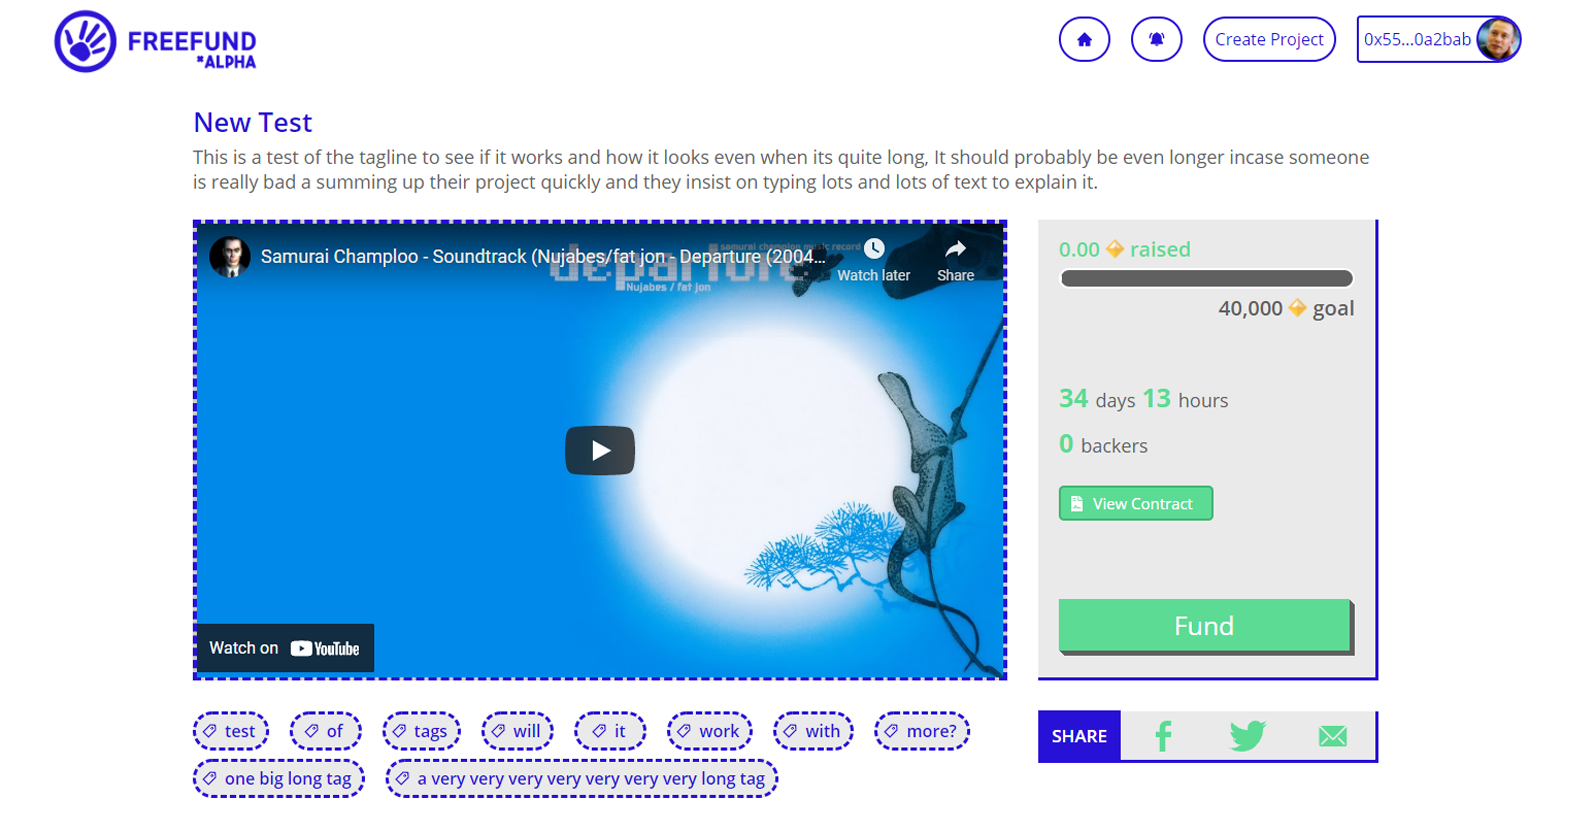 FREEFUND
*ALPHA
Create Project
0x55...0a2bab
New Test
This is a test of the tagline to see if it works and how it looks even when its quite long, It should probably be even longer incase someone
is really bad a summing up their project quickly and they insist on typing lots and lots of text to explain it.
Samurai Champloo - Soundtrack (Nujabes/fat jon - Departure (2004...
samurai champloo music record
departure
Nujabes / fat jon
Watch later
Share
Watch on YouTube
0.00 raised
40,000 goal
34 days 13 hours
0 backers
View Contract
Fund
test
of
tags
will
it
work
with
more?
one big long tag
a very very very very very very very long tag
SHARE